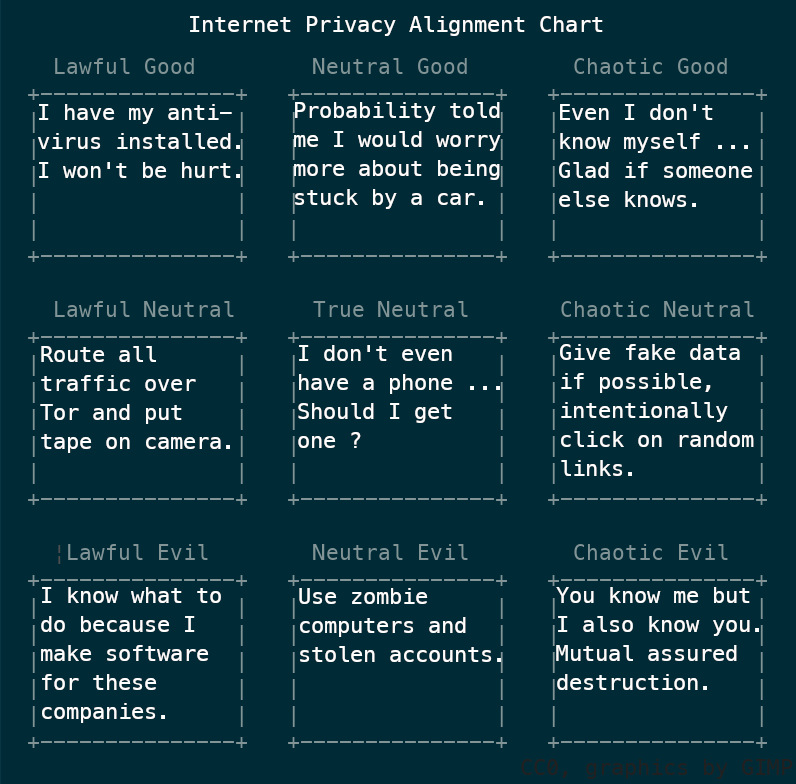 Internet Privacy Alignment Chart
Lawful Good
I have my anti-
virus installed.
I won't be hurt.
Neutral Good
Probability told
me I would worry
more about being
stuck by a car.
Chaotic Good
Even I don't
know myself ...
Glad if someone
else knows.
Lawful Neutral
Route all
traffic over
Tor and put
tape on camera.
True Neutral
I don't even
have a phone ...
Should I get
one ?
Chaotic Neutral
Give fake data
if possible,
intentionally
click on random
links.
Lawful Evil
I know what to
do because I
make software
for these
companies.
Neutral Evil
Use zombie
computers and
stolen accounts.
Chaotic Evil
You know me but
I also know you.
Mutual assured
destruction.
CC0, graphics by GIMP